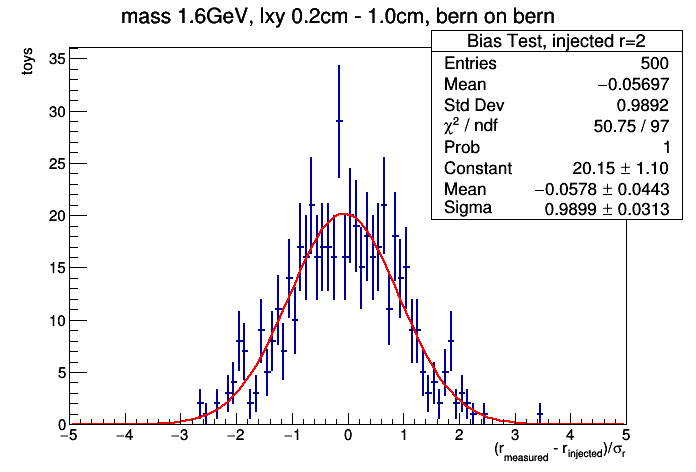 mass 1.6GeV, lxy 0.2cm - 1.0cm, bern on bern
toys
Bias Test, injected r=2
Entries 500
Mean −0.05697
Std Dev 0.9892
χ² / ndf 50.75 / 97
Prob 1
Constant 20.15 ± 1.10
Mean −0.0578 ± 0.0443
Sigma 0.9899 ± 0.0313
35
30
25
20
15
10
5
0
−5 −4 −3 −2 −1 0 1 2 3 4 5
(r_measured - r_injected)/σ_r